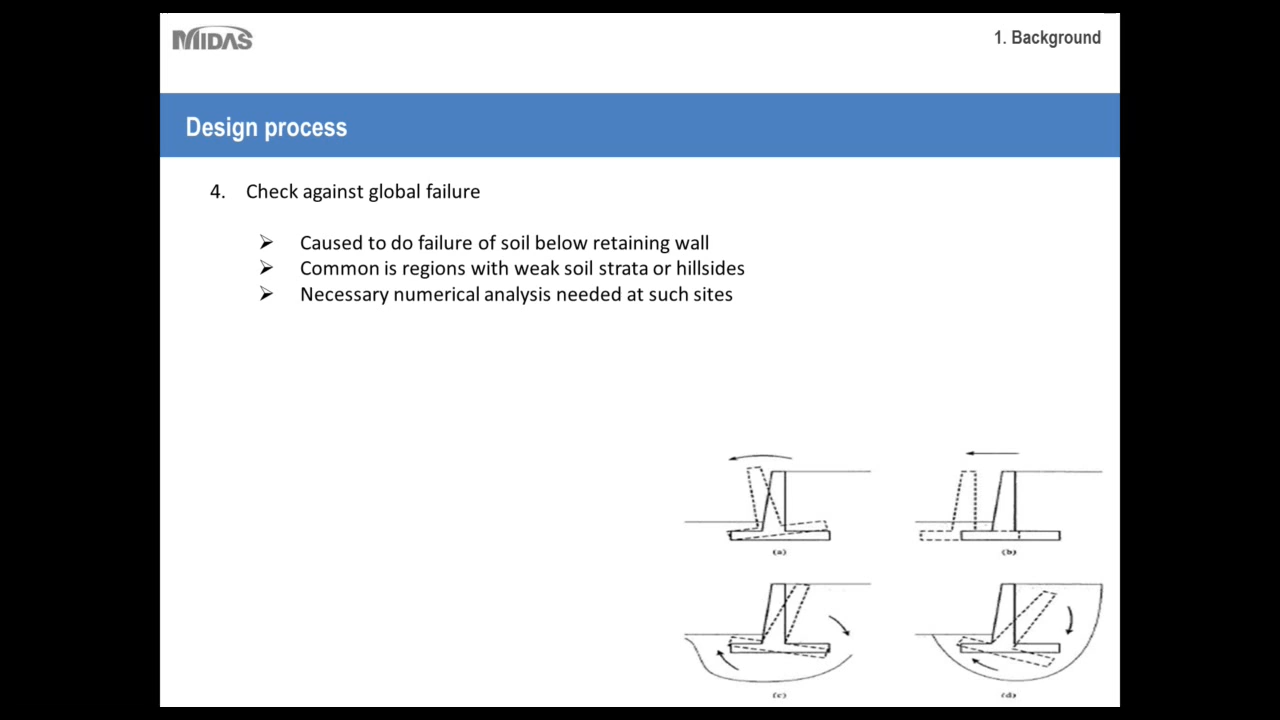 MIDAS
1. Background
Design process
4. Check against global failure
Caused to do failure of soil below retaining wall
Common is regions with weak soil strata or hillsides
Necessary numerical analysis needed at such sites
(a)
(b)
(c)
(d)